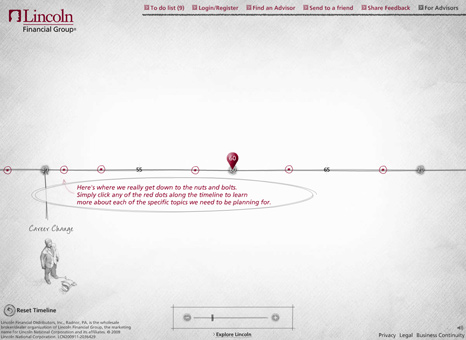 Lincoln
Financial Group®
To do list (9) Login/Register Find an Advisor Send to a friend Share Feedback For Advisors
60
55 65
Here's where we really get down to the nuts and bolts.
Simply click any of the red dots along the timeline to learn
more about each of the specific topics we need to be planning for.
Career Change
Reset Timeline
Lincoln Financial Distributors, Inc., Radnor, PA, is the wholesale
broker/dealer organization of Lincoln Financial Group, the marketing
name for Lincoln National Corporation and its affiliates. © 2009
Lincoln National Corporation.
Explore Lincoln
Privacy Legal Business Continuity